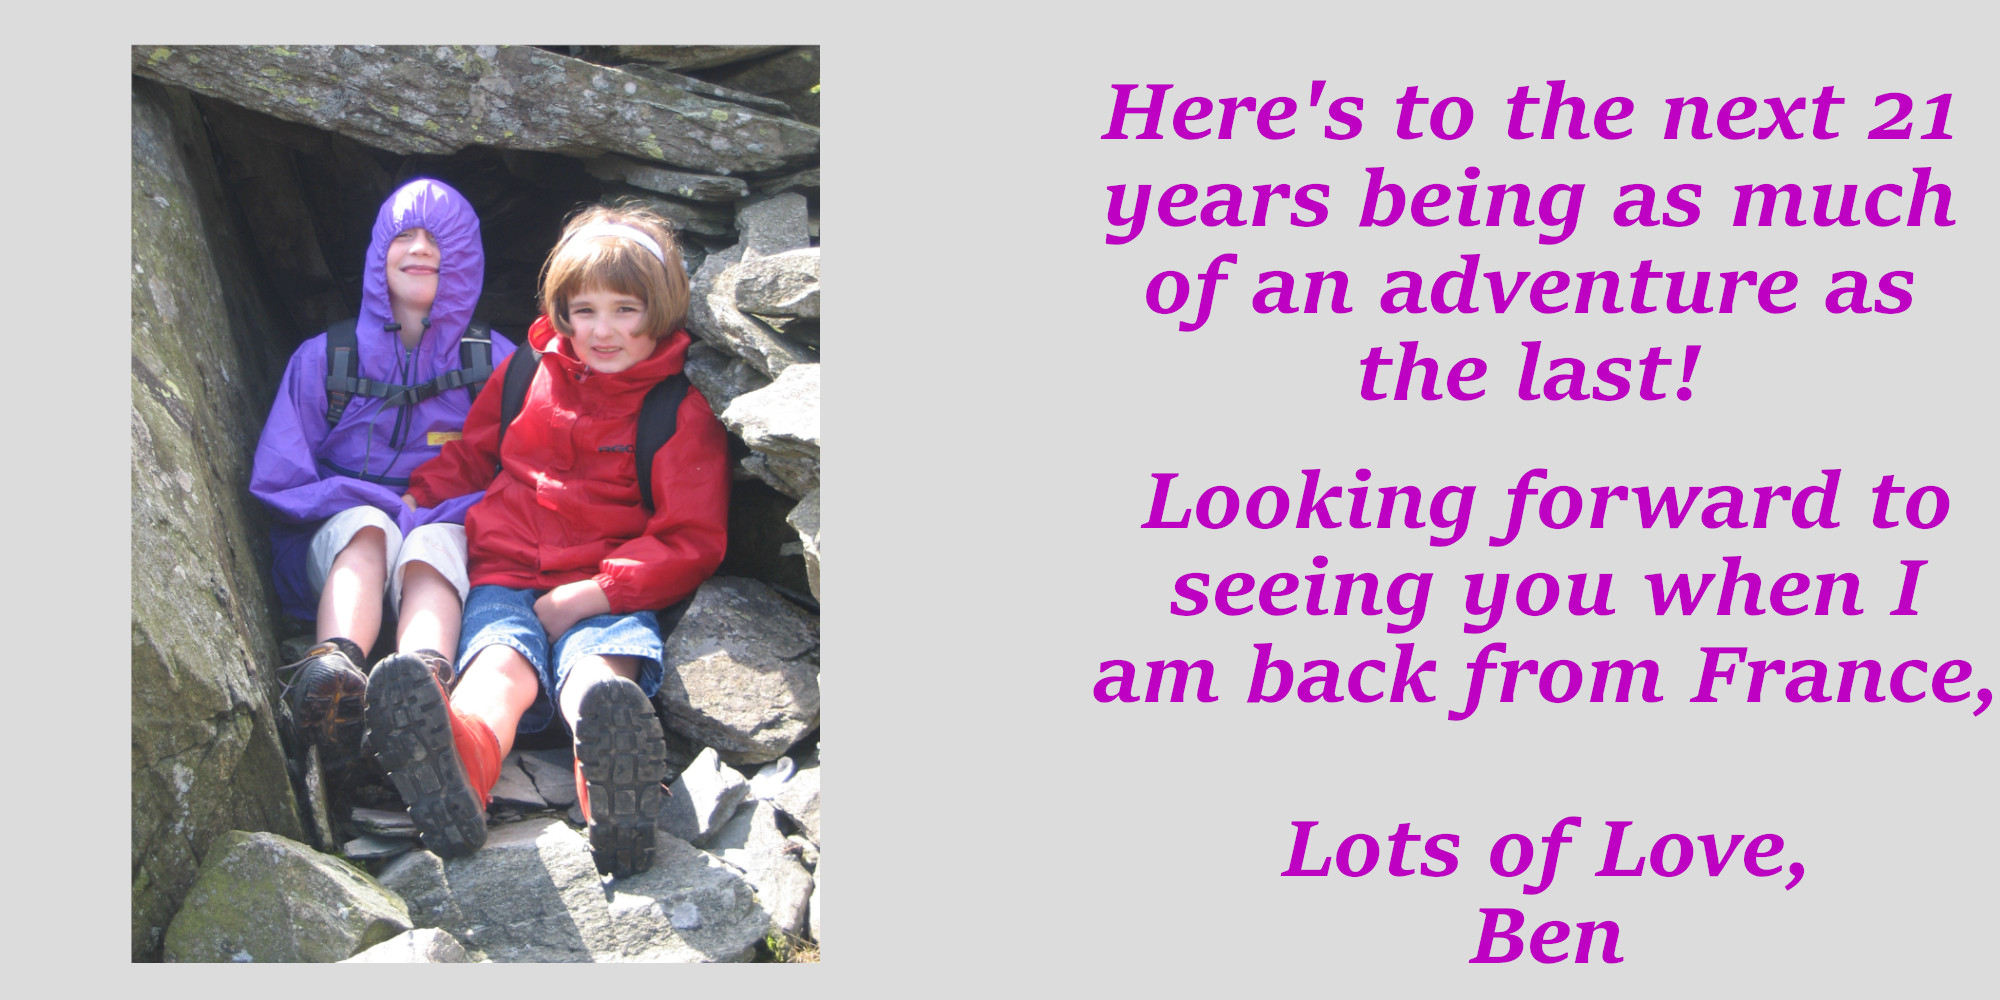 Here's to the next 21
years being as much
of an adventure as
the last!
Looking forward to
seeing you when I
am back from France,
Lots of Love,
Ben